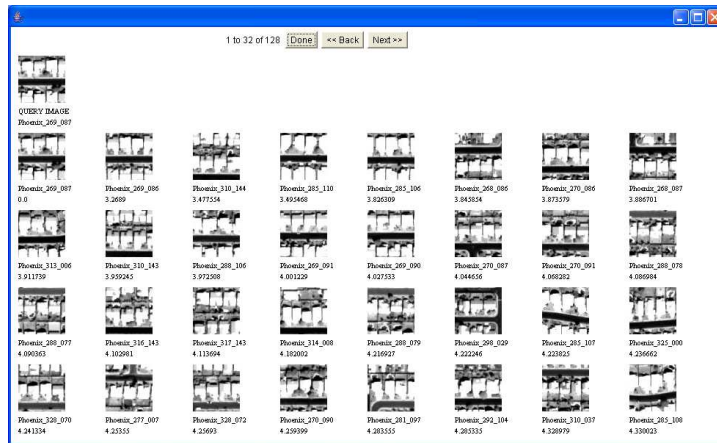 1 to 32 of 128 Done << Back Next >>
QUERY IMAGE
Phoenix_269_087
Phoenix_269_087 Phoenix_269_086 Phoenix_310_144 Phoenix_285_110 Phoenix_285_106 Phoenix_268_086 Phoenix_270_086 Phoenix_268_087
0.0 3.2689 3.477554 3.495468 3.826309 3.845854 3.873579 3.886701
Phoenix_313_006 Phoenix_310_143 Phoenix_288_106 Phoenix_269_091 Phoenix_269_090 Phoenix_270_087 Phoenix_270_091 Phoenix_288_078
3.911739 3.959245 3.972508 4.001229 4.027533 4.044656 4.068282 4.086984
Phoenix_288_077 Phoenix_316_143 Phoenix_317_143 Phoenix_314_008 Phoenix_288_079 Phoenix_298_029 Phoenix_285_107 Phoenix_325_000
4.090363 4.102981 4.113694 4.182002 4.216927 4.222246 4.223825 4.236662
Phoenix_328_070 Phoenix_277_007 Phoenix_328_072 Phoenix_270_090 Phoenix_281_097 Phoenix_292_104 Phoenix_310_037 Phoenix_285_108
4.241334 4.25355 4.25693 4.259399 4.283555 4.285335 4.328979 4.330023